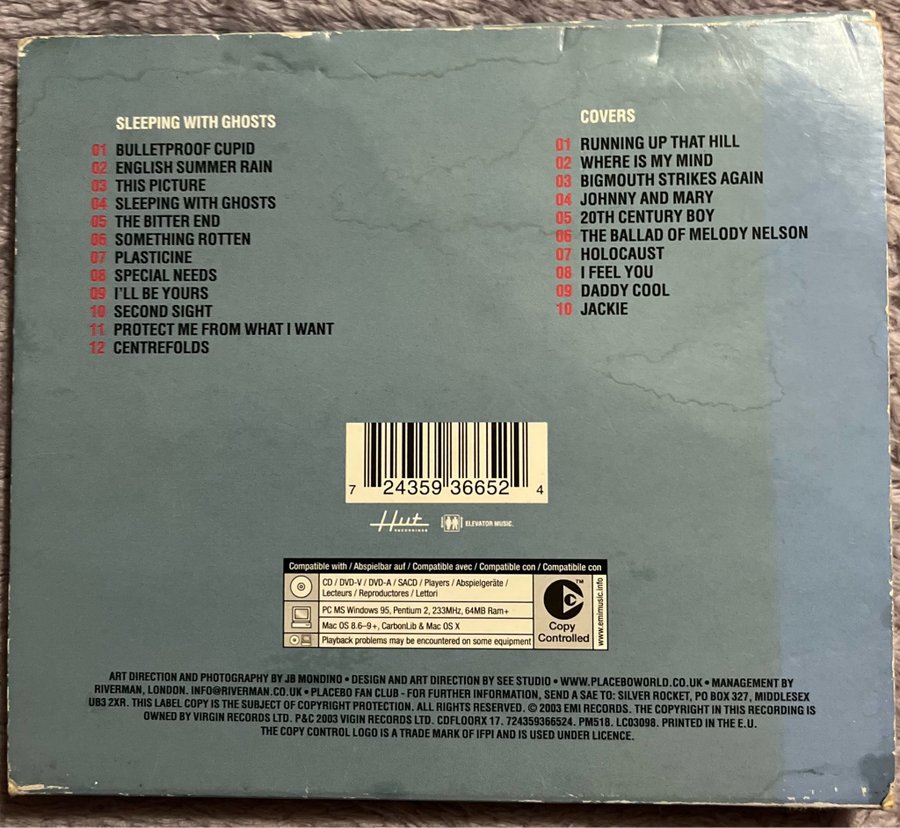 SLEEPING WITH GHOSTS
01 BULLETPROOF CUPID
02 ENGLISH SUMMER RAIN
03 THIS PICTURE
04 SLEEPING WITH GHOSTS
05 THE BITTER END
06 SOMETHING ROTTEN
07 PLASTICINE
08 SPECIAL NEEDS
09 I'LL BE YOURS
10 SECOND SIGHT
11 PROTECT ME FROM WHAT I WANT
12 CENTREFOLDS
COVERS
01 RUNNING UP THAT HILL
02 WHERE IS MY MIND
03 BIGMOUTH STRIKES AGAIN
04 JOHNNY AND MARY
05 20TH CENTURY BOY
06 THE BALLAD OF MELODY NELSON
07 HOLOCAUST
08 I FEEL YOU
09 DADDY COOL
10 JACKIE
7 24359 36652 4
Hut
RECORDINGS
ELEVATOR MUSIC.
Compatible with / Abspielbar auf / Compatible avec / Compatible con / Compatibile con
CD / DVD-V / DVD-A / SACD / Players / Abspielgeräte /
Lecteurs / Reproductores / Lettori
PC MS Windows 95, Pentium 2, 233MHz, 64MB Ram+
Mac OS 8.6–9+, CarbonLib & Mac OS X
Playback problems may be encountered on some equipment
TM
Copy
Controlled
www.emimusic.info
ART DIRECTION AND PHOTOGRAPHY BY JB MONDINO • DESIGN AND ART DIRECTION BY SEE STUDIO • WWW.PLACEBOWORLD.CO.UK • MANAGEMENT BY
RIVERMAN, LONDON. INFO@RIVERMAN.CO.UK • PLACEBO FAN CLUB - FOR FURTHER INFORMATION, SEND A SAE TO: SILVER ROCKET, PO BOX 327, MIDDLESEX
UB3 2XR. THIS LABEL COPY IS THE SUBJECT OF COPYRIGHT PROTECTION. ALL RIGHTS RESERVED. © 2003 EMI RECORDS. THE COPYRIGHT IN THIS RECORDING IS
OWNED BY VIRGIN RECORDS LTD. P&C 2003 VIGIN RECORDS LTD. CDFLOORX 17. 724359366524. PM518. LC03098. PRINTED IN THE E.U.
THE COPY CONTROL LOGO IS A TRADE MARK OF IFPI AND IS USED UNDER LICENCE.